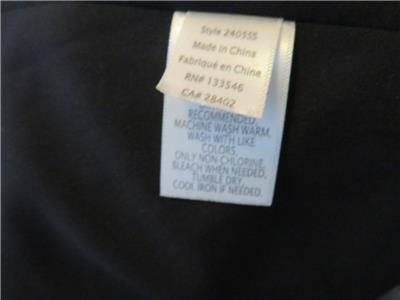 Style 240555
Made in China
Fabriqué en Chine
RN# 133546
CA# 28402
RECOMMENDED.
MACHINE WASH WARM.
WASH WITH LIKE
COLORS.
ONLY NON-CHLORINE
BLEACH WHEN NEEDED.
TUMBLE DRY.
COOL IRON IF NEEDED.